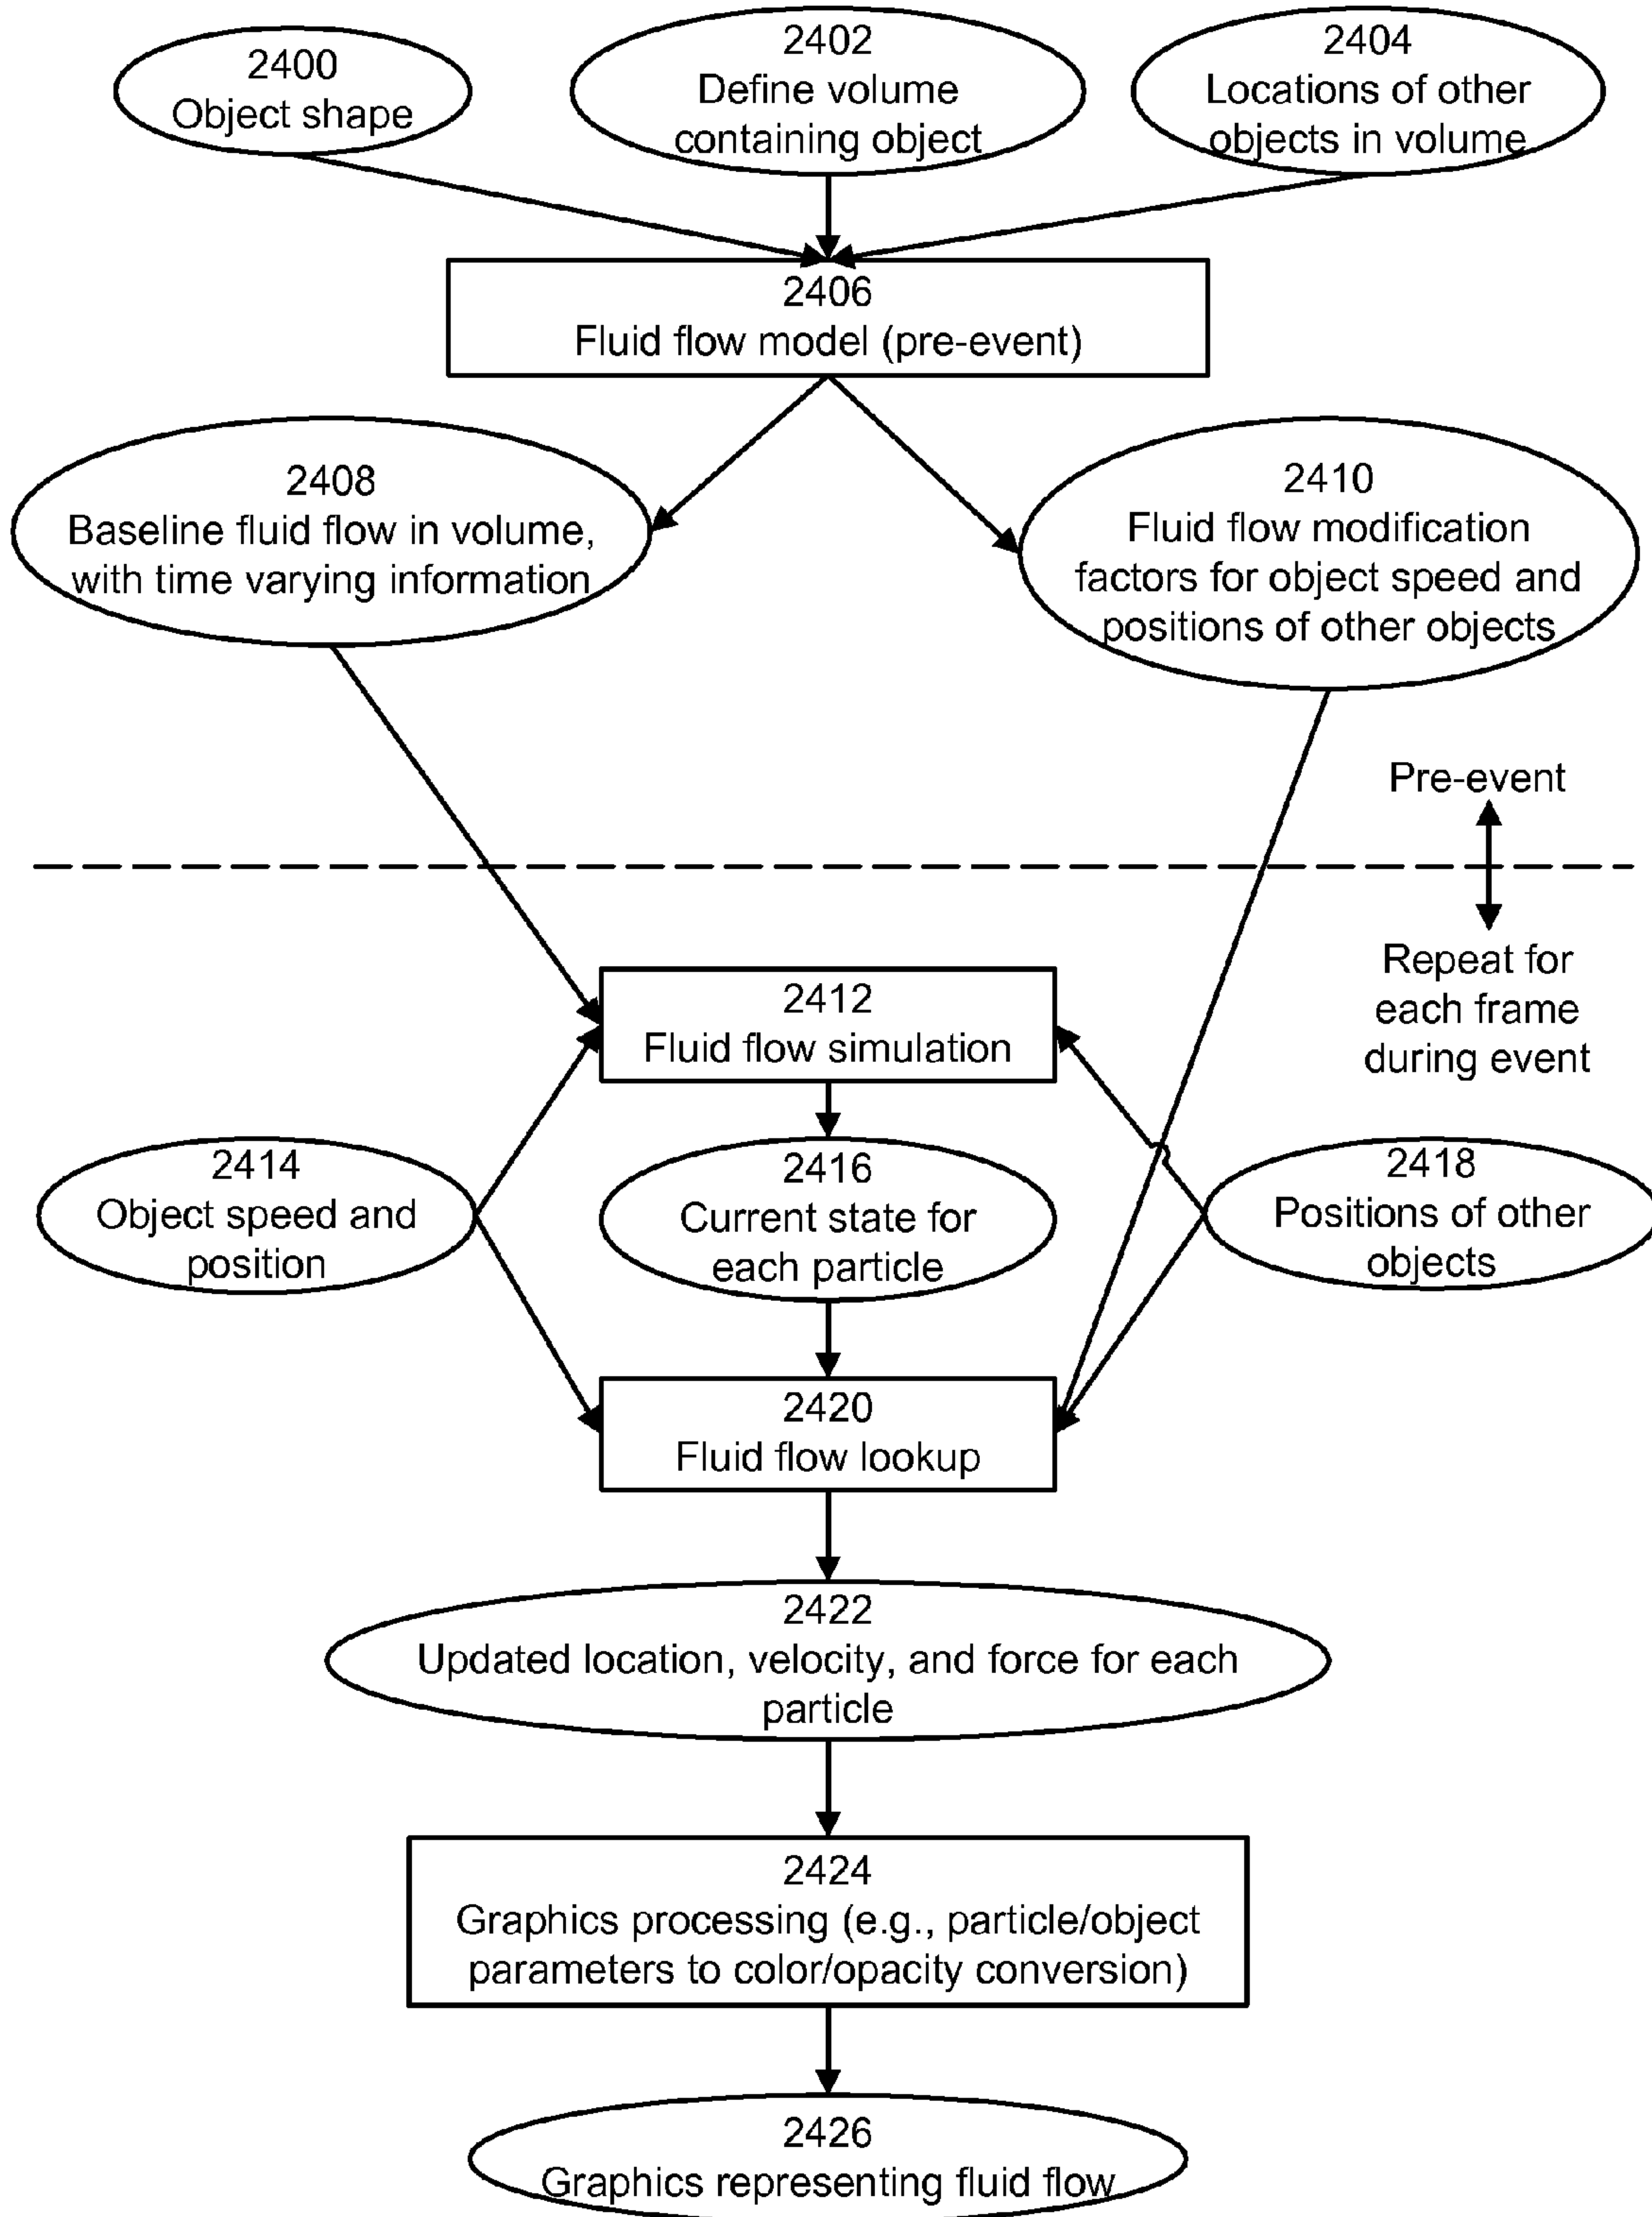 2400
Object shape
2402
Define volume
containing object
2404
Locations of other
objects in volume
2406
Fluid flow model (pre-event)
2408
Baseline fluid flow in volume,
with time varying information
2410
Fluid flow modification
factors for object speed and
positions of other objects
Pre-event
Repeat for
each frame
during event
2412
Fluid flow simulation
2414
Object speed and
position
2416
Current state for
each particle
2418
Positions of other
objects
2420
Fluid flow lookup
2422
Updated location, velocity, and force for each
particle
2424
Graphics processing (e.g., particle/object
parameters to color/opacity conversion)
2426
Graphics representing fluid flow